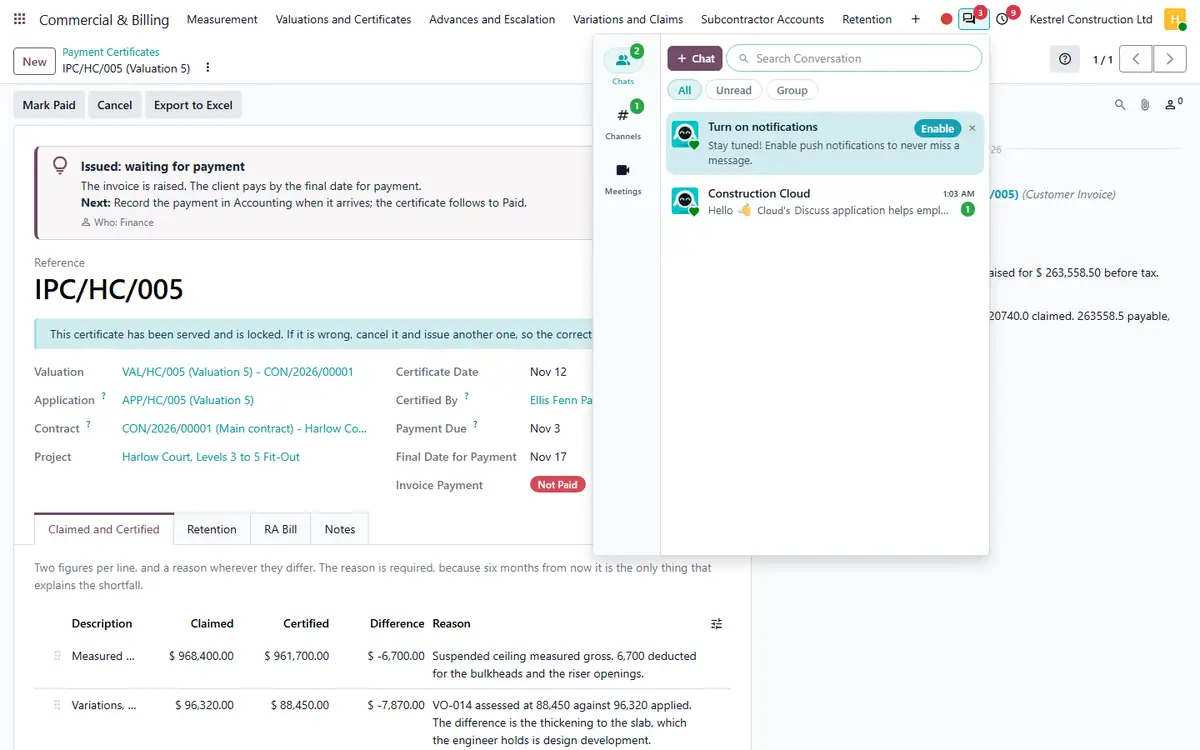 Commercial & Billing Measurement Valuations and Certificates Advances and Escalation Variations and Claims Subcontractor Accounts Retention + 3 9 Kestrel Construction Ltd H
New
Payment Certificates
IPC/HC/005 (Valuation 5)
1 / 1
Mark Paid Cancel Export to Excel
0
Issued: waiting for payment
The invoice is raised. The client pays by the final date for payment.
Next: Record the payment in Accounting when it arrives; the certificate follows to Paid.
Who: Finance
Reference
IPC/HC/005
This certificate has been served and is locked. If it is wrong, cancel it and issue another one, so the correct
Valuation VAL/HC/005 (Valuation 5) - CON/2026/00001
Application ? APP/HC/005 (Valuation 5)
Contract ? CON/2026/00001 (Main contract) - Harlow Co...
Project Harlow Court, Levels 3 to 5 Fit-Out
Certificate Date Nov 12
Certified By ? Ellis Fenn Pa
Payment Due ? Nov 3
Final Date for Payment Nov 17
Invoice Payment Not Paid
Claimed and Certified Retention RA Bill Notes
Two figures per line, and a reason wherever they differ. The reason is required, because six months from now it is the only thing that
explains the shortfall.
Description Claimed Certified Difference Reason
Measured ... $ 968,400.00 $ 961,700.00 $ -6,700.00 Suspended ceiling measured gross. 6,700 deducted
for the bulkheads and the riser openings.
Variations, ... $ 96,320.00 $ 88,450.00 $ -7,870.00 VO-014 assessed at 88,450 against 96,320 applied.
The difference is the thickening to the slab, which
the engineer holds is design development.
2
Chats
1
Channels
Meetings
+ Chat Search Conversation
All Unread Group
Turn on notifications Enable ×
Stay tuned! Enable push notifications to never miss a
message.
Construction Cloud 1:03 AM
Hello 👋 Cloud's Discuss application helps empl... 1
26
/005) (Customer Invoice)
aised for $ 263,558.50 before tax.
20740.0 claimed. 263558.5 payable,